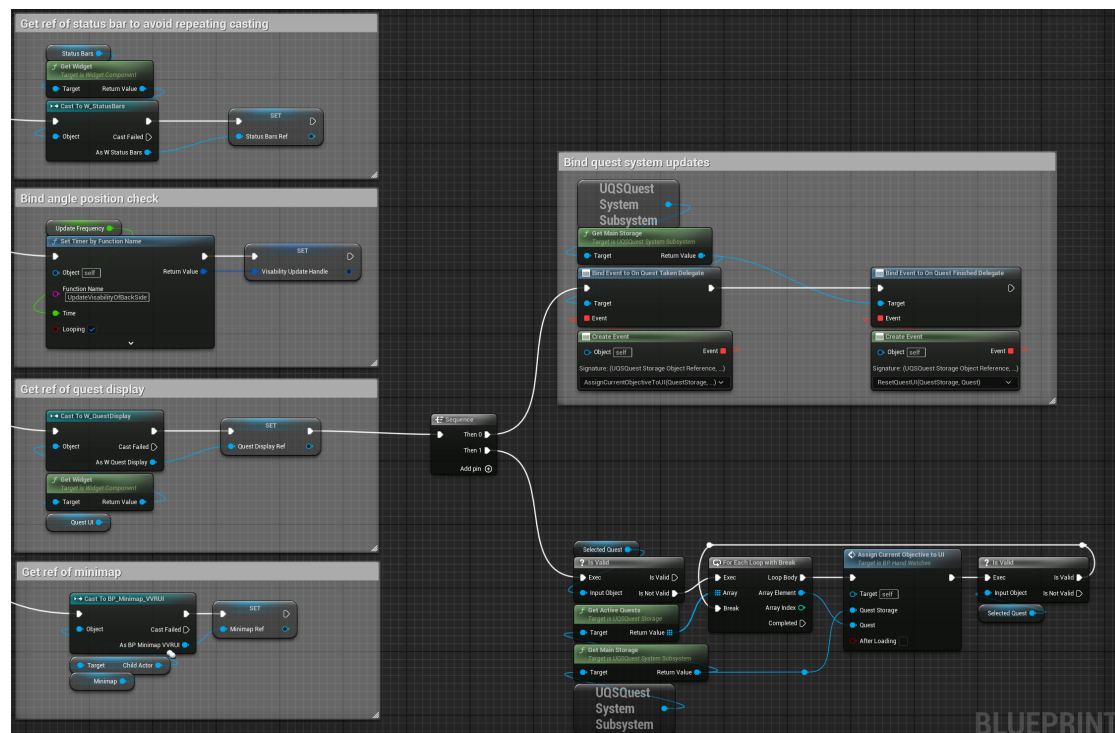 Get ref of status bar to avoid repeating casting
Status Bars
Get Widget
Target is Widget Component
Target Return Value
Cast To W_StatusBars
Object Cast Failed
As W Status Bars
SET
Status Bars Ref
Bind angle position check
Update Frequency
Set Timer by Function Name
Object self Return Value
Function Name
UpdateVisabilityOfBackSide
Time
Looping
SET
Visability Update Handle
Get ref of quest display
Cast To W_QuestDisplay
Object Cast Failed
As W Quest Display
SET
Quest Display Ref
Get Widget
Target is Widget Component
Target Return Value
Quest UI
Get ref of minimap
Cast To BP_Minimap_VVRUI
Object Cast Failed
As BP Minimap VVRUI
SET
Minimap Ref
Target Child Actor
Minimap
Sequence
Then 0
Then 1
Add pin
Bind quest system updates
UQSQuest
System
Subsystem
Get Main Storage
Target is UQSQuest System Subsystem
Target Return Value
Bind Event to On Quest Taken Delegate
Target
Event
Create Event
Object self Event
Signature: (UQSQuest Storage Object Reference, ...)
AssignCurrentObjectiveToUI(QuestStorage, ...)
Bind Event to On Quest Finished Delegate
Target
Event
Create Event
Object self Event
Signature: (UQSQuest Storage Object Reference, ...)
ResetQuestUI(QuestStorage, Quest)
Selected Quest
? Is Valid
Exec Is Valid
Input Object Is Not Valid
Get Active Quests
Target is UQSQuest Storage
Target Return Value
Get Main Storage
Target is UQSQuest System Subsystem
Target Return Value
UQSQuest
System
Subsystem
For Each Loop with Break
Exec Loop Body
Array Array Element
Break Array Index
Completed
Assign Current Objective to UI
Target is BP Hand Watches
Target self
Quest Storage
Quest
After Loading
? Is Valid
Exec Is Valid
Input Object Is Not Valid
Selected Quest
BLUEPRINT